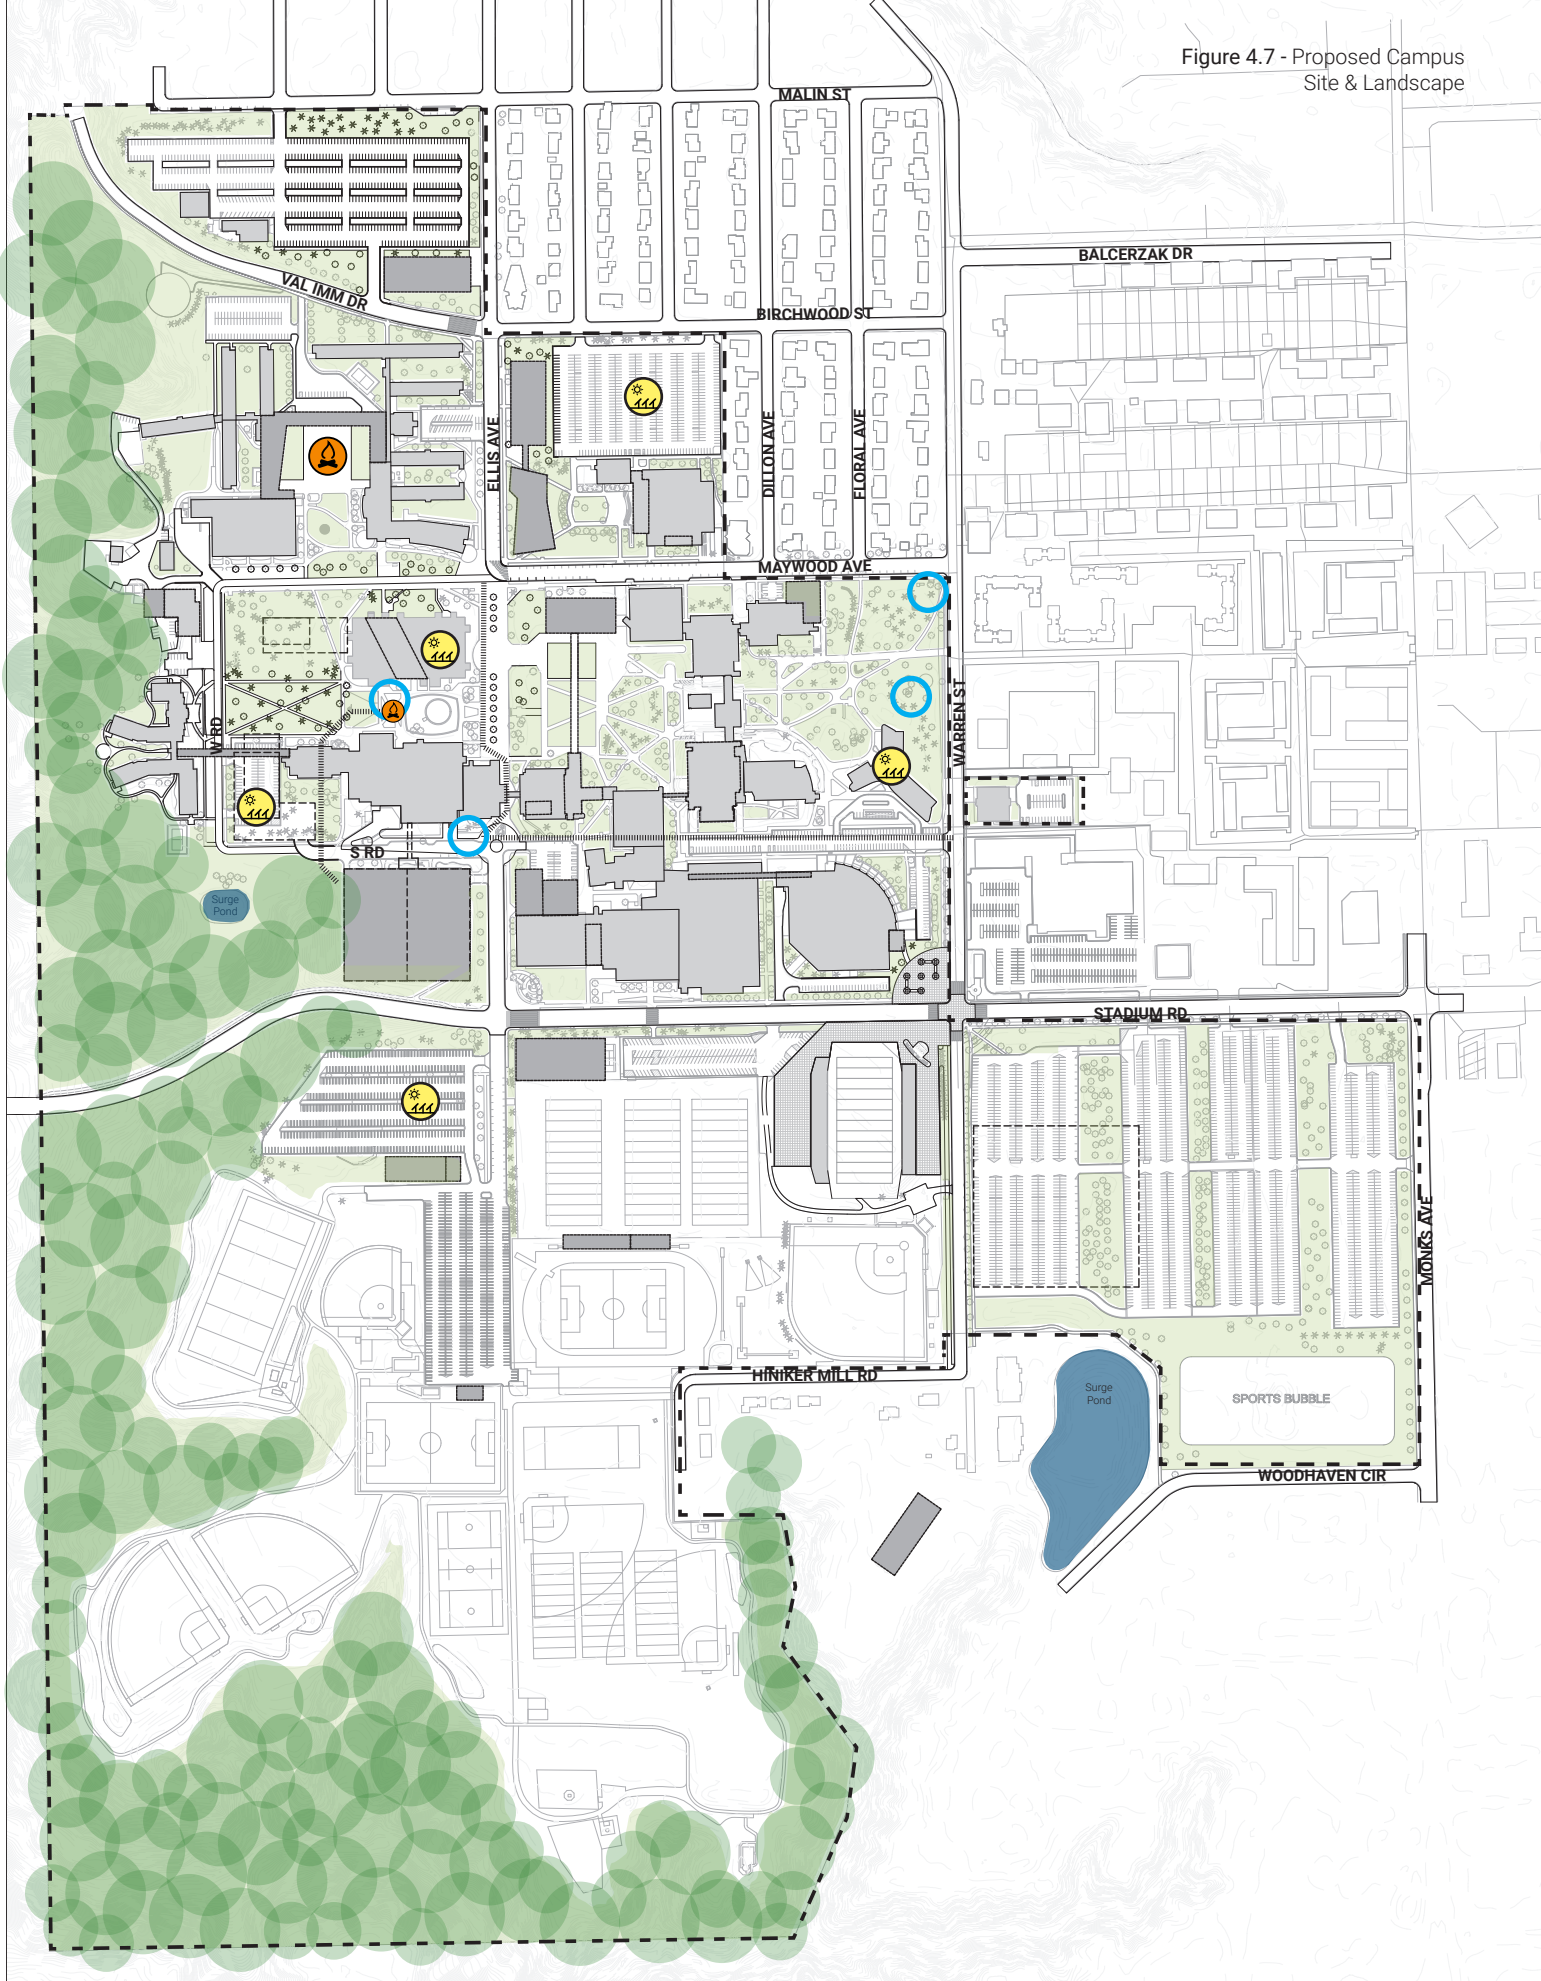 Figure 4.7 - Proposed Campus
Site & Landscape
MALIN ST
BALCERZAK DR
VAL IMM DR
BIRCHWOOD ST
ELLIS AVE
DILLON AVE
FLORAL AVE
MAYWOOD AVE
W RD
WARREN ST
S RD
Surge
Pond
STADIUM RD
MONKS AVE
HINIKER MILL RD
Surge
Pond
SPORTS BUBBLE
WOODHAVEN CIR